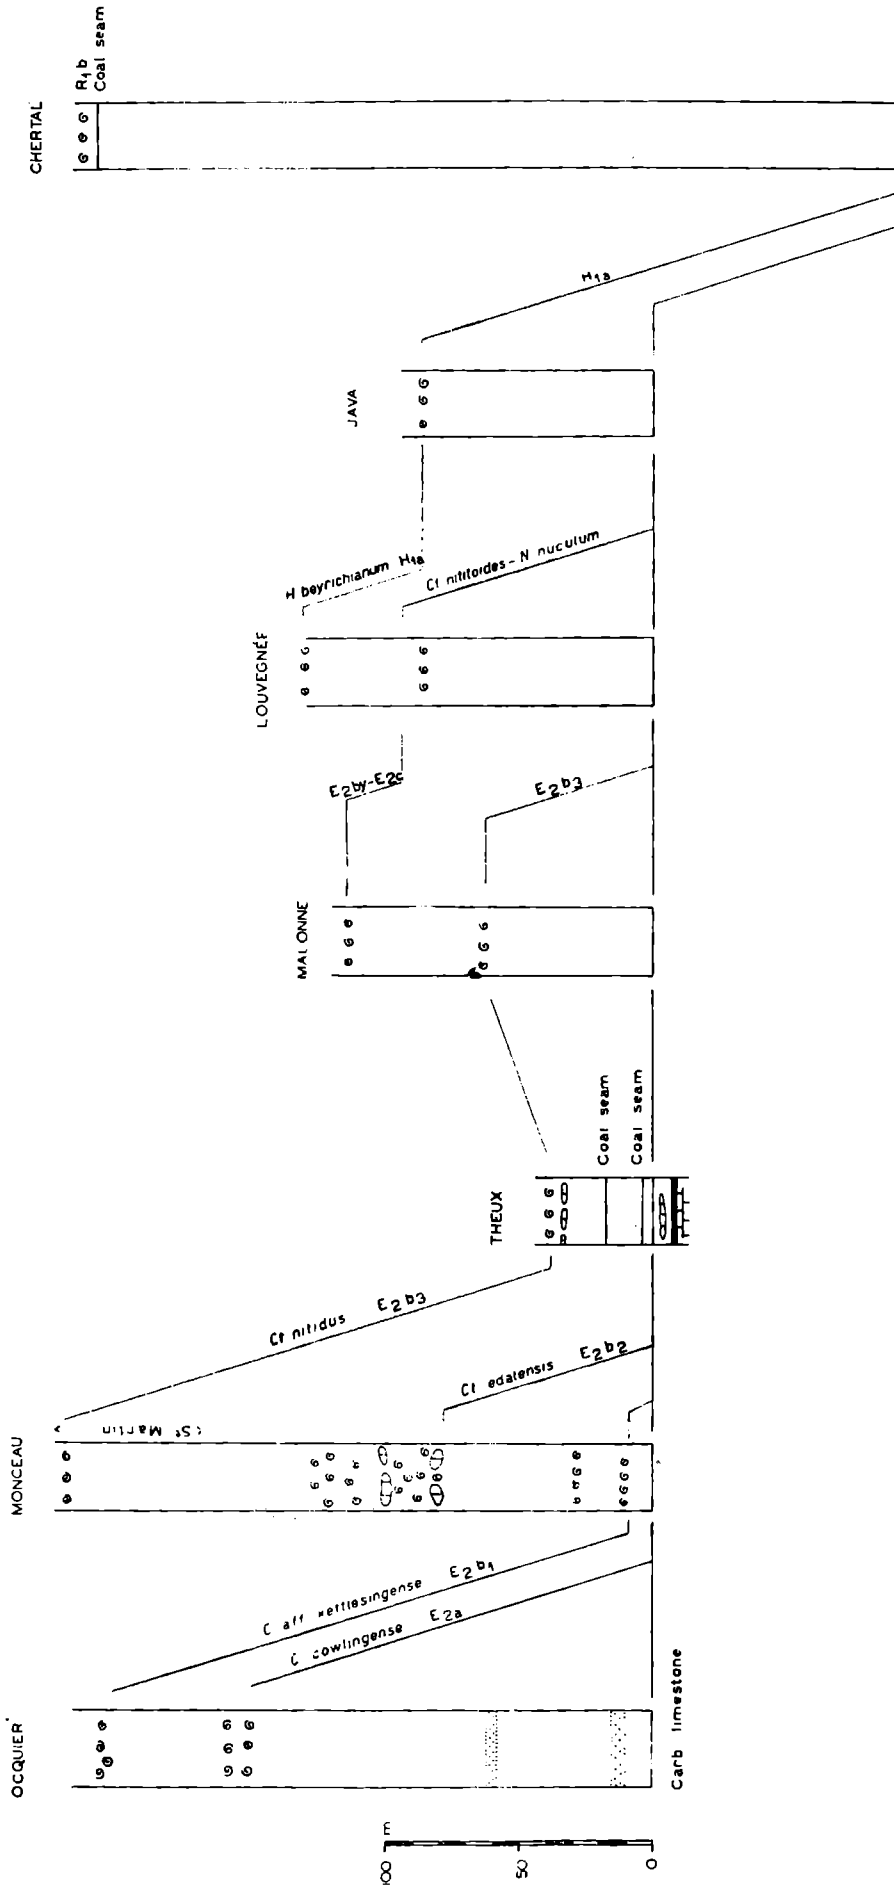 CHERTAL
R1b
Coal seam
H1a
JAVA
H beyrichianum H1a
Ct nititoides - N nuculum
LOUVEGNÉE
E2bγ-E2c
E2b3
MALONNE
Coal seam
Coal seam
THEUX
Ct nitidus E2b3
Ct edalensis E2b2
(St Martin
MONCEAU
C aff kettlesingense E2b1
C cowlingense E2a
OCQUIER
Carb limestone
m
100
50
0